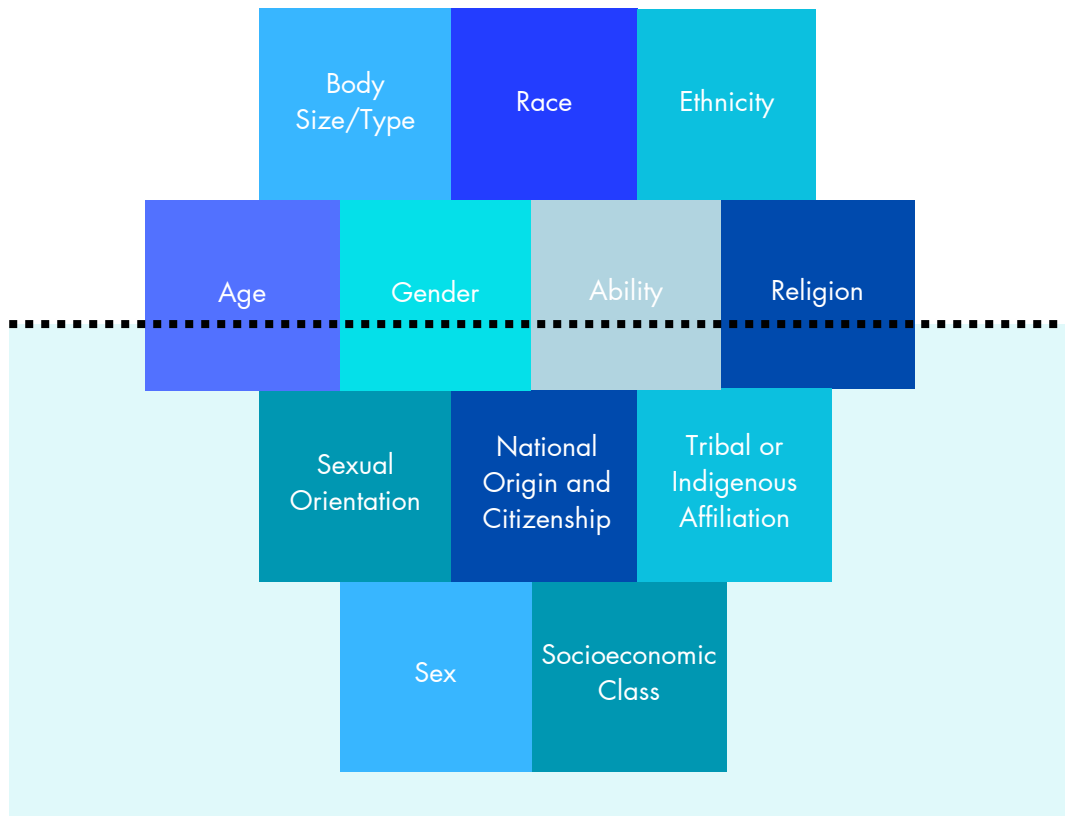 Body
Size/Type
Race
Ethnicity
Age
Gender
Ability
Religion
Sexual
Orientation
National
Origin and
Citizenship
Tribal or
Indigenous
Affiliation
Sex
Socioeconomic
Class